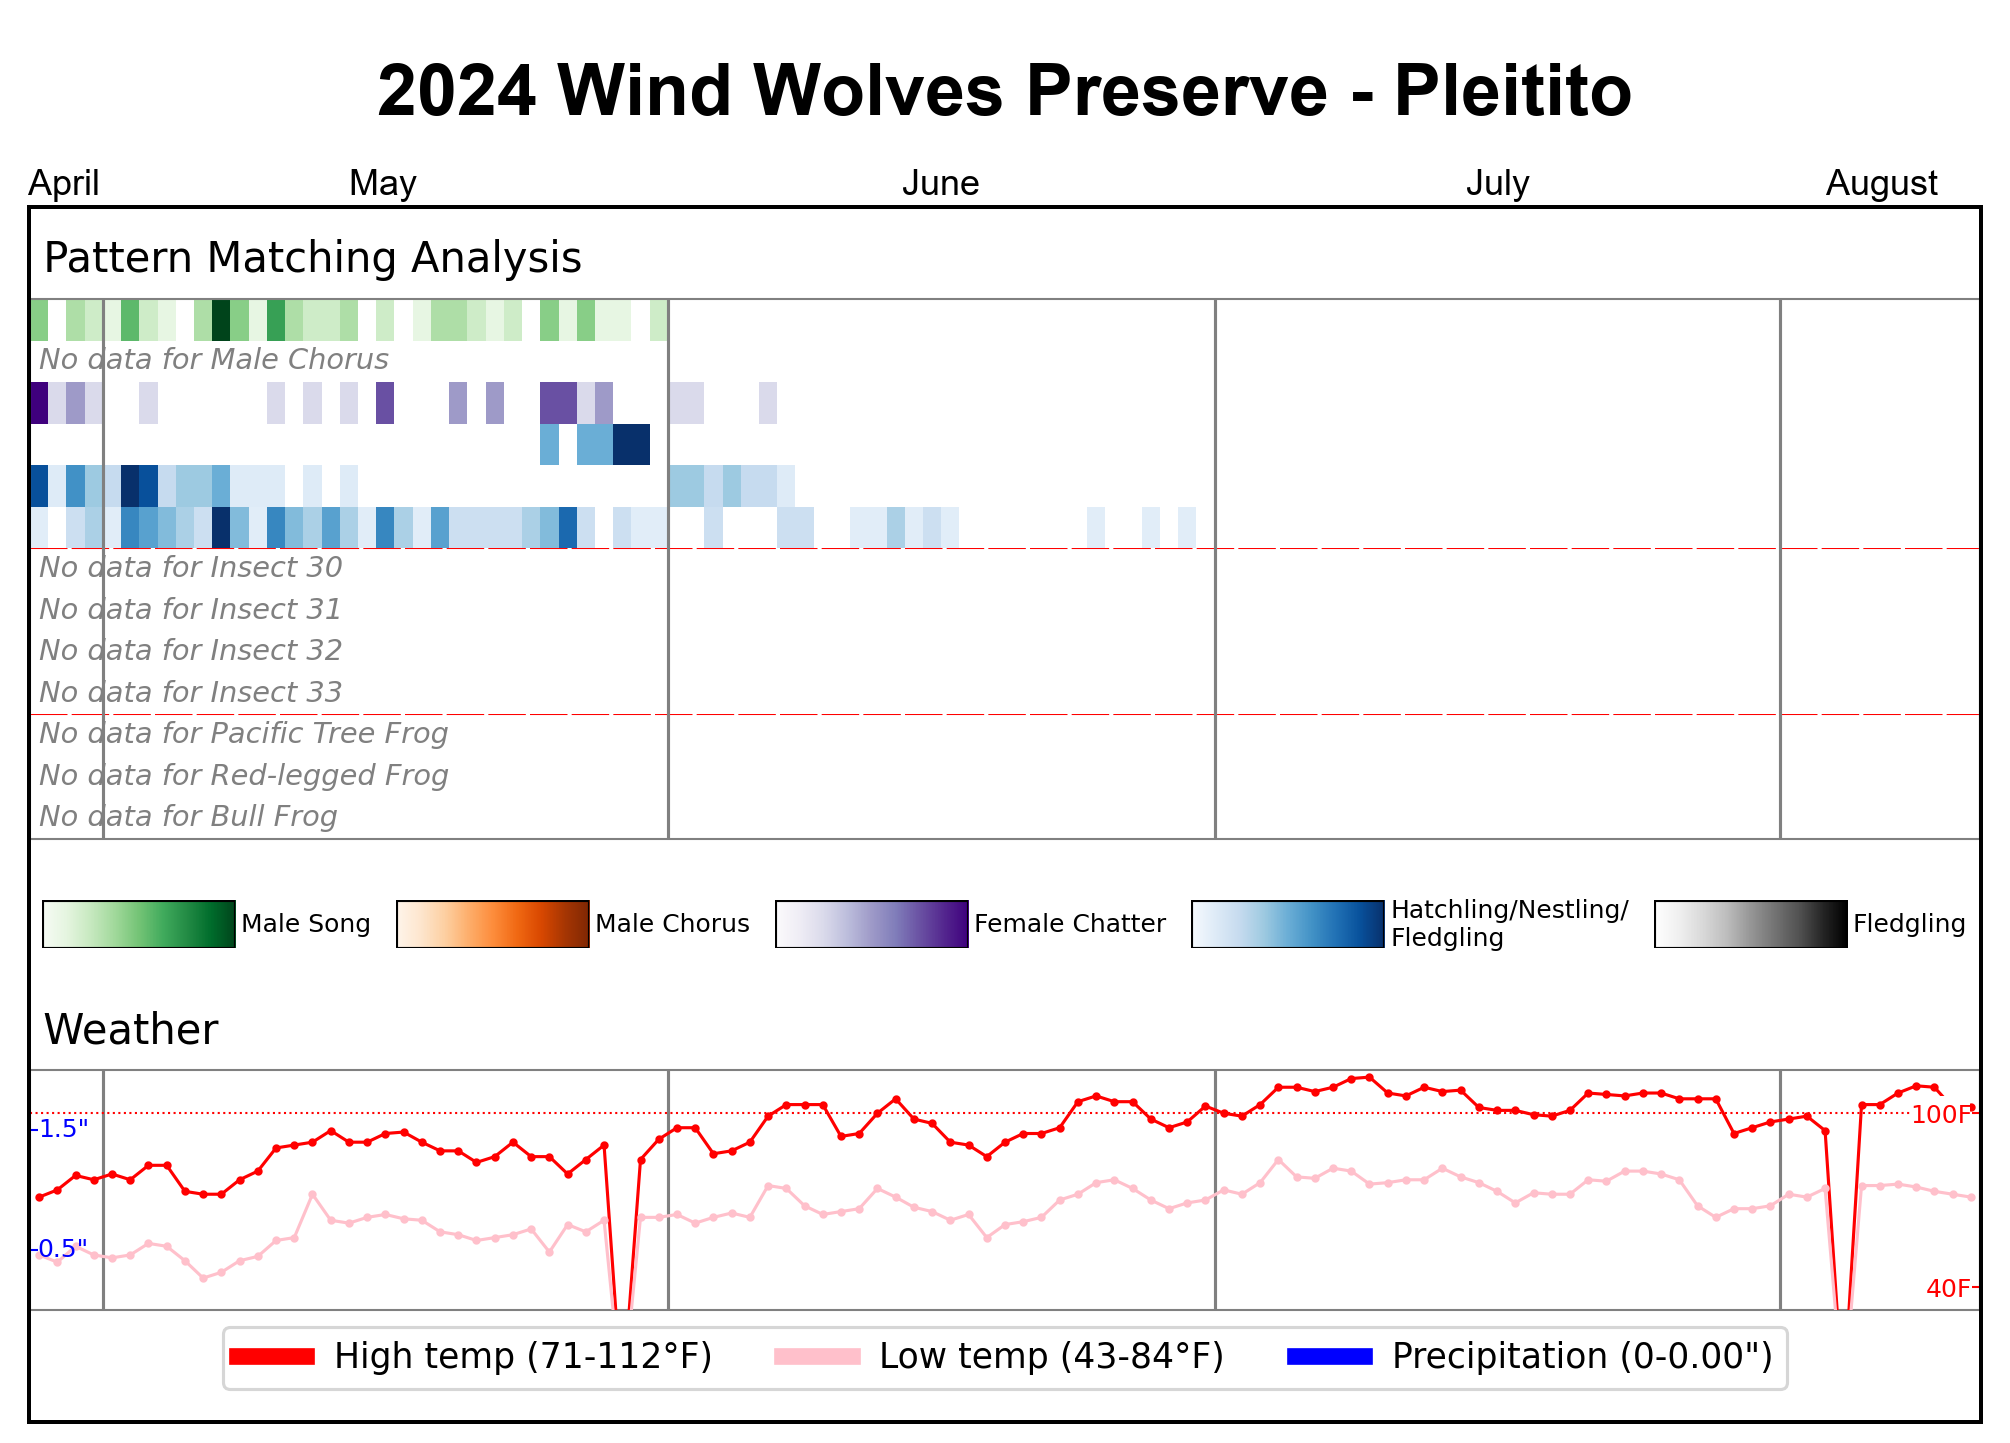 2024 Wind Wolves Preserve - Pleitito
April May June July August
Pattern Matching Analysis
No data for Male Chorus
No data for Insect 30
No data for Insect 31
No data for Insect 32
No data for Insect 33
No data for Pacific Tree Frog
No data for Red-legged Frog
No data for Bull Frog
Male Song
Male Chorus
Female Chatter
Hatchling/Nestling/
Fledgling
Fledgling
Weather
1.5"
100F
0.5"
40F
High temp (71-112°F)
Low temp (43-84°F)
Precipitation (0-0.00")